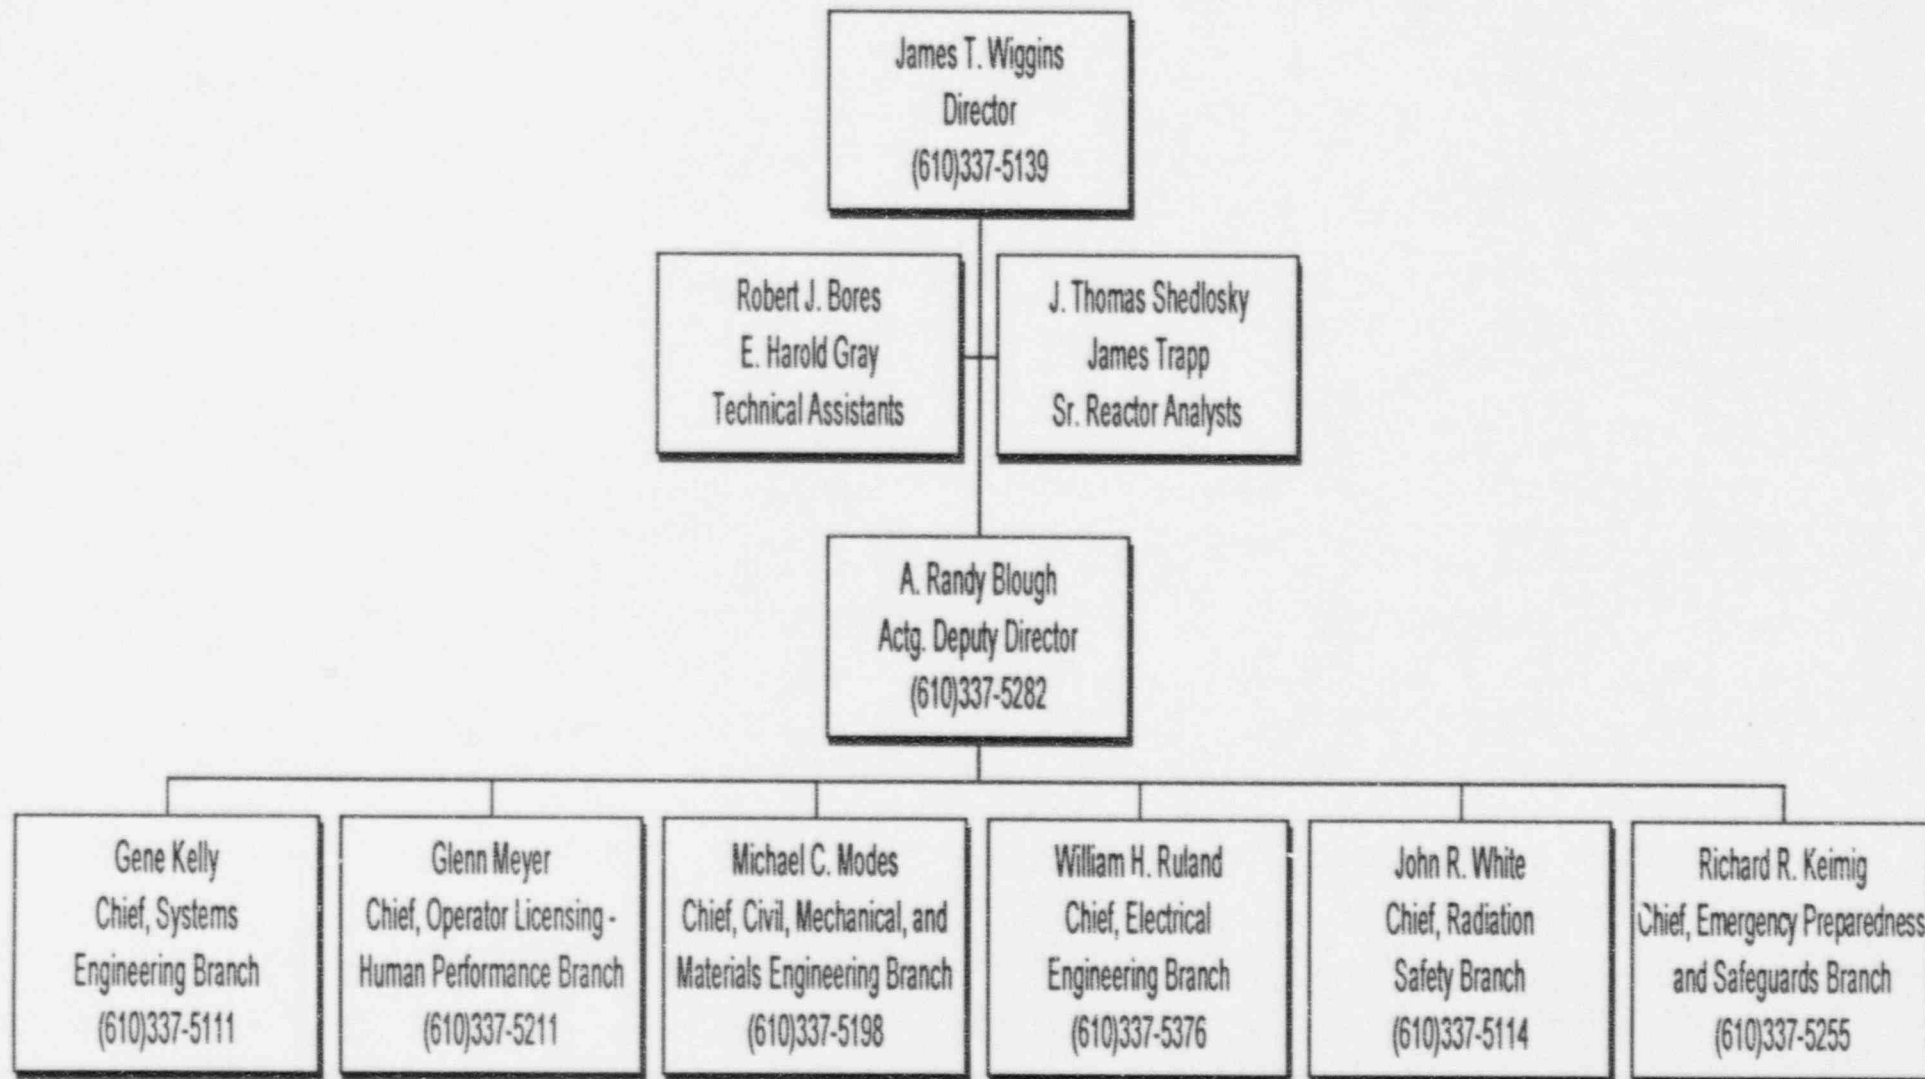 James T. Wiggins
Director
(610)337-5139
Robert J. Bores
E. Harold Gray
Technical Assistants
J. Thomas Shedlosky
James Trapp
Sr. Reactor Analysts
A. Randy Blough
Actg. Deputy Director
(610)337-5282
Gene Kelly
Chief, Systems
Engineering Branch
(610)337-5111
Glenn Meyer
Chief, Operator Licensing -
Human Performance Branch
(610)337-5211
Michael C. Modes
Chief, Civil, Mechanical, and
Materials Engineering Branch
(610)337-5198
William H. Ruland
Chief, Electrical
Engineering Branch
(610)337-5376
John R. White
Chief, Radiation
Safety Branch
(610)337-5114
Richard R. Keimig
Chief, Emergency Preparedness
and Safeguards Branch
(610)337-5255